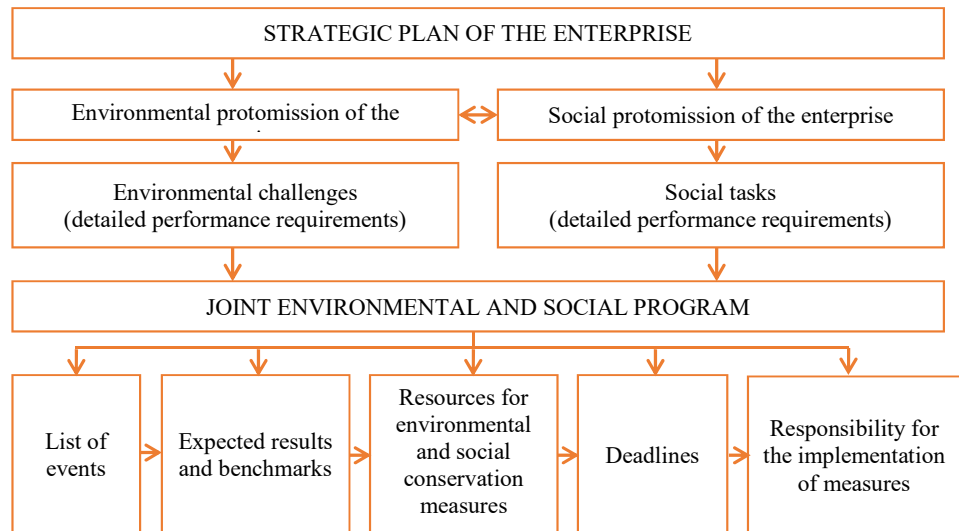 STRATEGIC PLAN OF THE ENTERPRISE
Environmental protomission of the
Social protomission of the enterprise
Environmental challenges
(detailed performance requirements)
Social tasks
(detailed performance requirements)
JOINT ENVIRONMENTAL AND SOCIAL PROGRAM
List of
events
Expected results
and benchmarks
Resources for
environmental
and social
conservation
measures
Deadlines
Responsibility for
the implementation
of measures